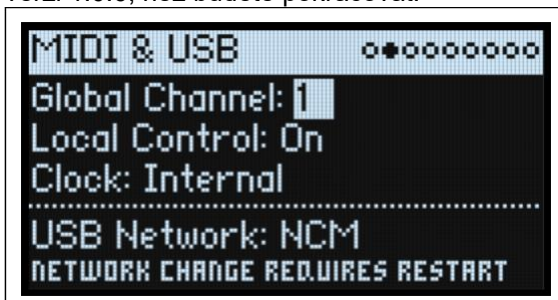 MIDI & USB
Global Channel: 1
Local Control: On
Clock: Internal
USB Network: NCM
NETWORK CHANGE REQUIRES RESTART